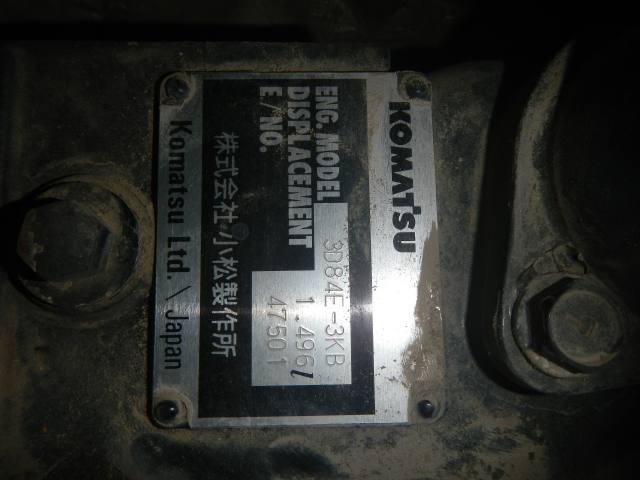 KOMATSU
ENG. MODEL 3D84E-3KB
DISPLACEMENT 1.496 l
E/NO. 47501
株式会社 小松製作所
Komatsu Ltd. \ Japan